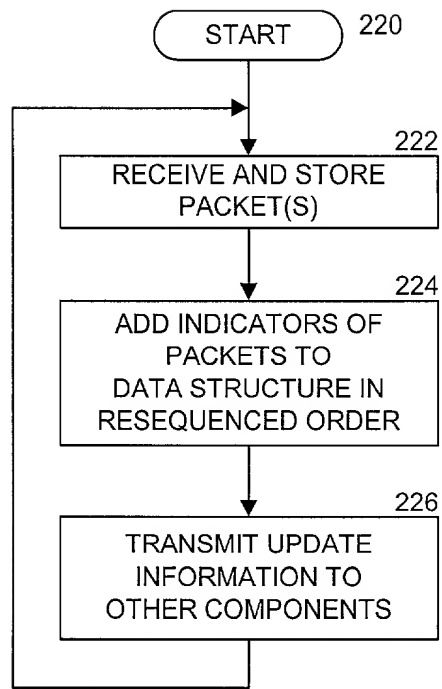 START
220
222
RECEIVE AND STORE
PACKET(S)
224
ADD INDICATORS OF
PACKETS TO
DATA STRUCTURE IN
RESEQUENCED ORDER
226
TRANSMIT UPDATE
INFORMATION TO
OTHER COMPONENTS